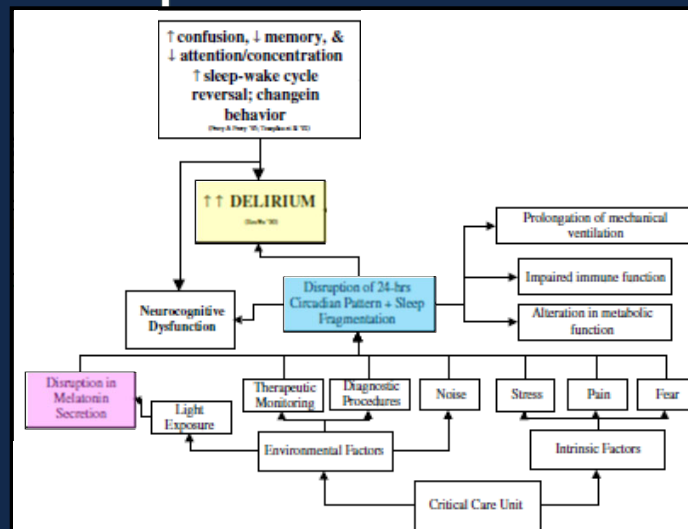 ↑confusion, ↓ memory, &
↓ attention/concentration
↑sleep-wake cycle
reversal; changein
behavior
↑↑ DELIRIUM
Prolongation of mechanical
ventilation
Impaired immune function
Alteration in metabolic
function
Disruption of 24-hrs
Circadian Pattern + Sleep
Fragmentation
Neurocognitive
Dysfunction
Disruption in
Melatonin
Secretion
Light
Exposure
Therapeutic
Monitoring
Diagnostic
Procedures
Noise
Stress
Pain
Fear
Environmental Factors
Intrinsic Factors
Critical Care Unit